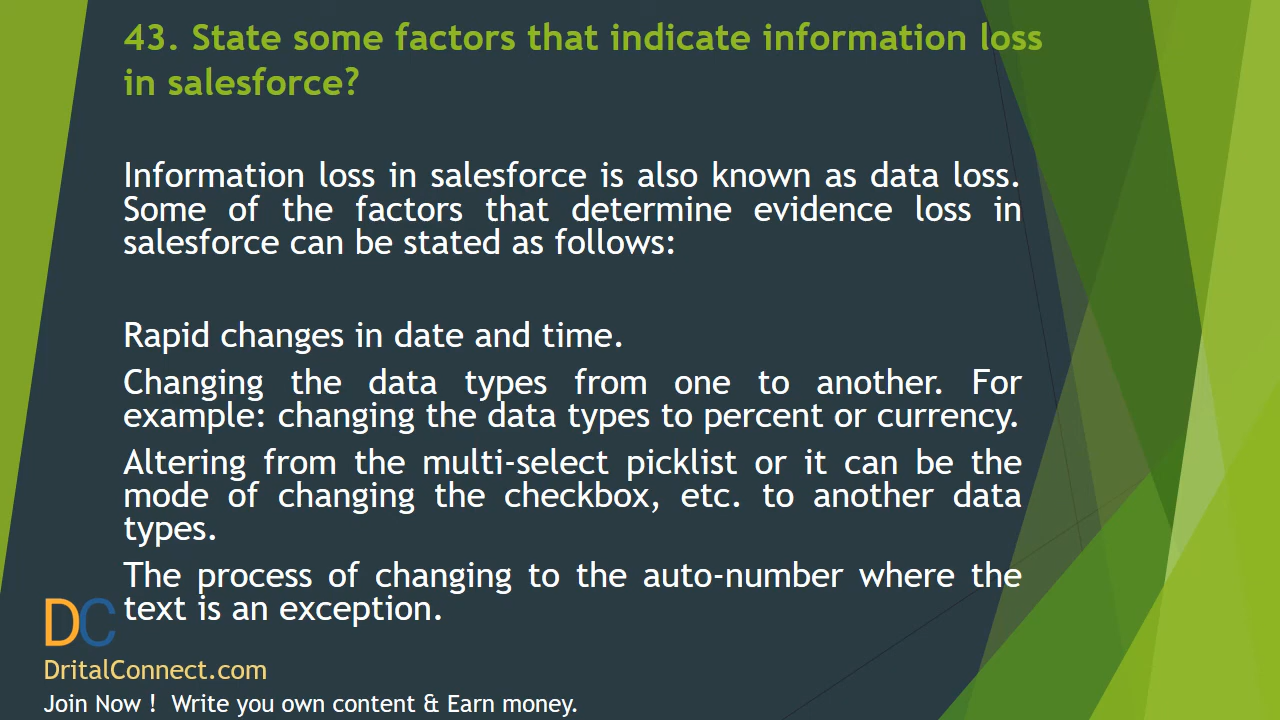 43. State some factors that indicate information loss
in salesforce?
Information loss in salesforce is also known as data loss.
Some of the factors that determine evidence loss in
salesforce can be stated as follows:
Rapid changes in date and time.
Changing the data types from one to another. For
example: changing the data types to percent or currency.
Altering from the multi-select picklist or it can be the
mode of changing the checkbox, etc. to another data
types.
The process of changing to the auto-number where the
text is an exception.
DC
DritalConnect.com
Join Now ! Write you own content & Earn money.